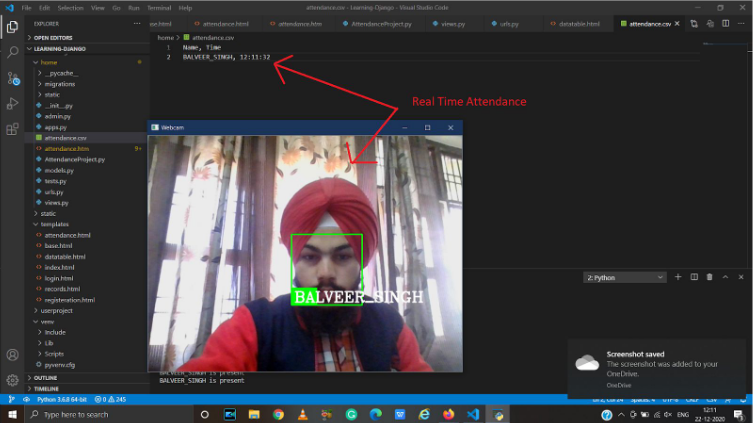 File Edit Selection View Go Run Terminal Help
attendance.csv - Learning-Django - Visual Studio Code
EXPLORER
OPEN EDITORS
LEARNING-DJANGO
home
__pycache__
migrations
static
__init__.py
admin.py
apps.py
attendance.csv
attendance.htm 9+
AttendanceProject.py
models.py
tests.py
urls.py
views.py
static
templates
attendance.html
base.html
datatable.html
index.html
login.html
records.html
registeration.html
userproject
venv
Include
Lib
Scripts
pyvenv.cfg
OUTLINE
TIMELINE
ase.html attendance.html attendance.htm AttendanceProject.py views.py urls.py datatable.html attendance.csv
home > attendance.csv
1 Name, Time
2 BALVEER_SINGH, 12:11:32
Real Time Attendance
Webcam
BALVEER_SINGH
2: Python
BALVEER_SINGH is present
BALVEER_SINGH is present
Screenshot saved
The screenshot was added to your
OneDrive.
OneDrive
Python 3.6.8 64-bit 0 245
Type here to search
ENG
12:11
22-12-2020